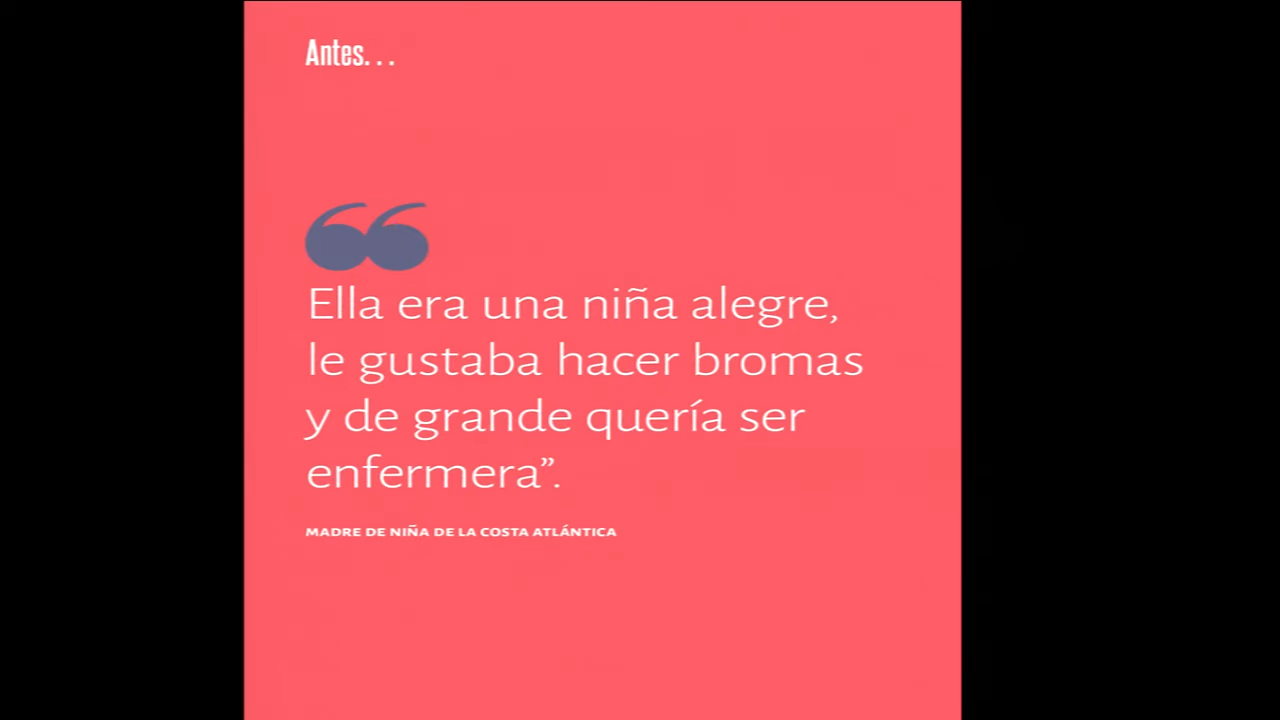 Antes...
“
Ella era una niña alegre,
le gustaba hacer bromas
y de grande quería ser
enfermera”.
MADRE DE NIÑA DE LA COSTA ATLÁNTICA